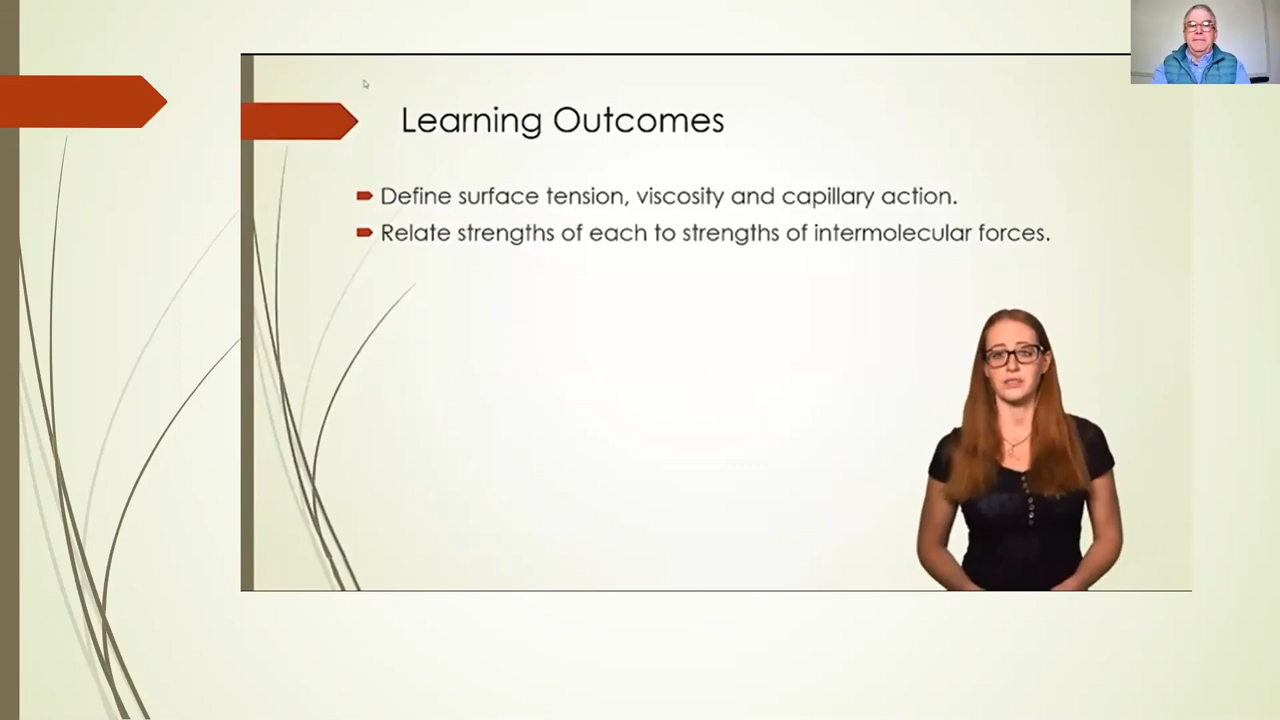 Learning Outcomes
Define surface tension, viscosity and capillary action.
Relate strengths of each to strengths of intermolecular forces.